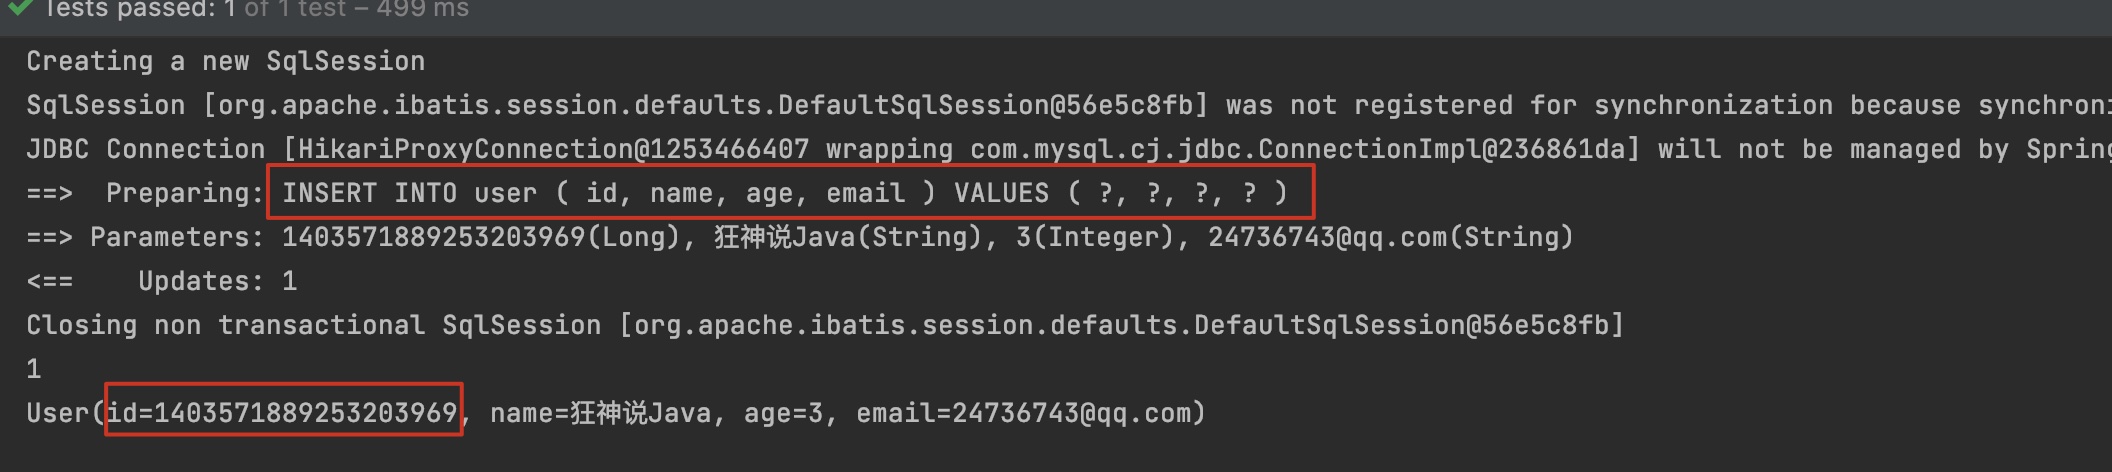 Tests passed: 1 of 1 test – 499 ms
Creating a new SqlSession
SqlSession [org.apache.ibatis.session.defaults.DefaultSqlSession@56e5c8fb] was not registered for synchronization because synchroni
JDBC Connection [HikariProxyConnection@1253466407 wrapping com.mysql.cj.jdbc.ConnectionImpl@236861da] will not be managed by Spring
==>  Preparing: INSERT INTO user ( id, name, age, email ) VALUES ( ?, ?, ?, ? )
==> Parameters: 1403571889253203969(Long), 狂神说Java(String), 3(Integer), 24736743@qq.com(String)
<==    Updates: 1
Closing non transactional SqlSession [org.apache.ibatis.session.defaults.DefaultSqlSession@56e5c8fb]
1
User(id=1403571889253203969, name=狂神说Java, age=3, email=24736743@qq.com)